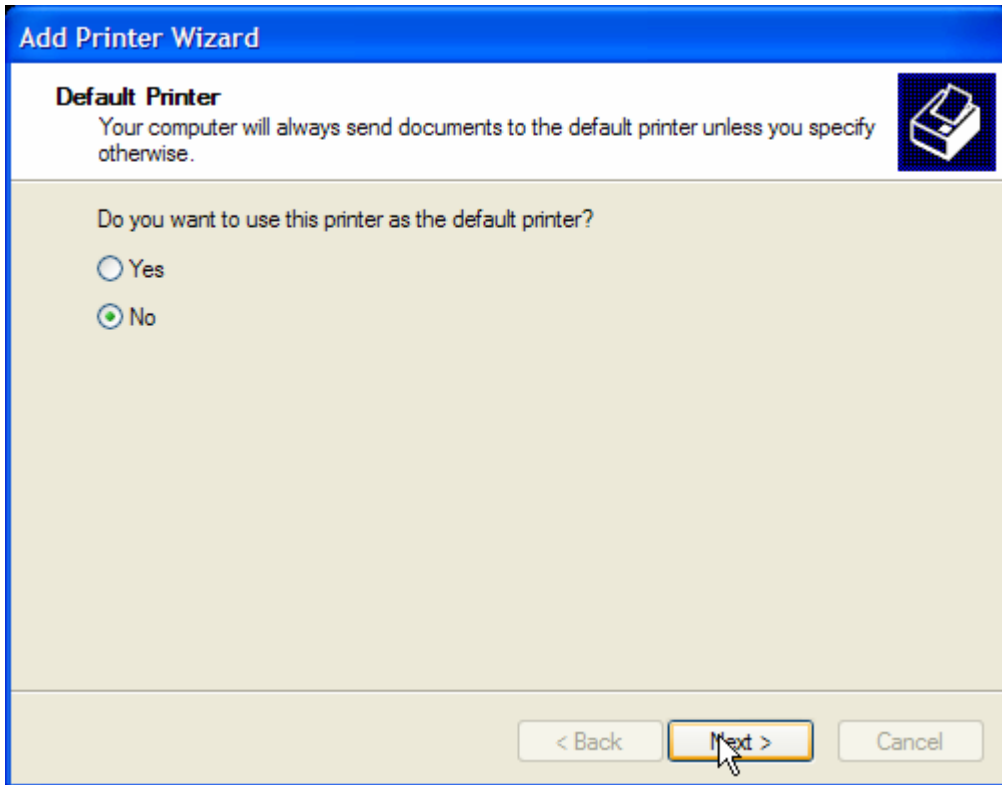 Add Printer Wizard
Default Printer
Your computer will always send documents to the default printer unless you specify
otherwise.
Do you want to use this printer as the default printer?
Yes
No
< Back Next > Cancel